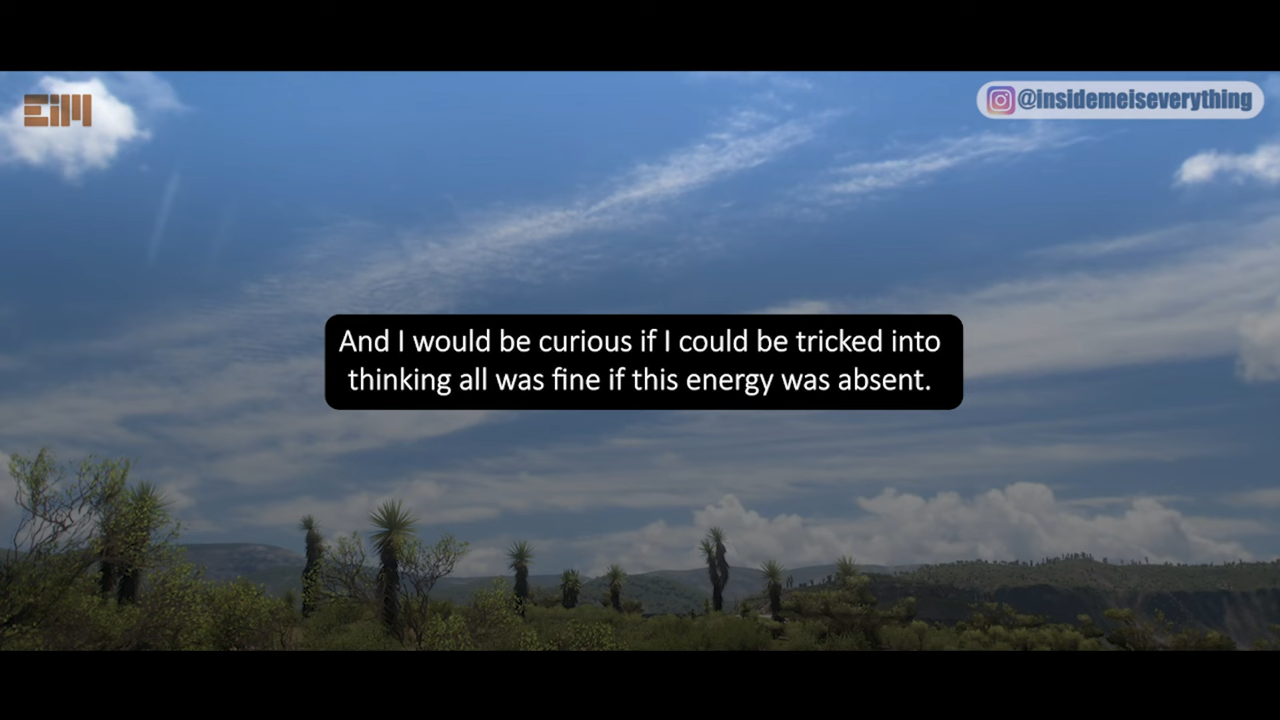 EiM
@insidemeiseverything
And I would be curious if I could be tricked into
thinking all was fine if this energy was absent.